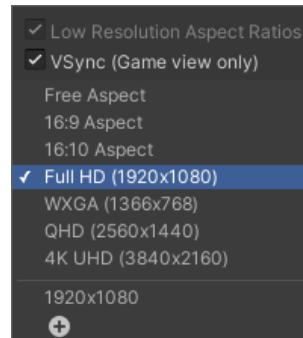 Low Resolution Aspect Ratios
VSync (Game view only)
Free Aspect
16:9 Aspect
16:10 Aspect
Full HD (1920x1080)
WXGA (1366x768)
QHD (2560x1440)
4K UHD (3840x2160)
1920x1080